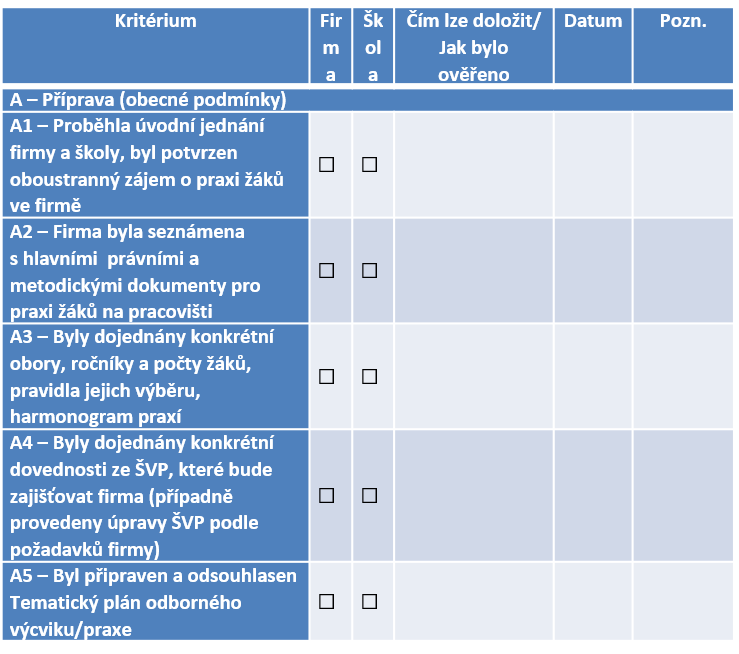 Kritérium
Fir
m
a
Šk
ol
a
Čím lze doložit/
Jak bylo
ověřeno
Datum
Pozn.
A – Příprava (obecné podmínky)
A1 – Proběhla úvodní jednání
firmy a školy, byl potvrzen
oboustranný zájem o praxi žáků
ve firmě
☐ ☐
A2 – Firma byla seznámena
s hlavními  právními a
metodickými dokumenty pro
praxi žáků na pracovišti
☐ ☐
A3 – Byly dojednány konkrétní
obory, ročníky a počty žáků,
pravidla jejich výběru,
harmonogram praxí
☐ ☐
A4 – Byly dojednány konkrétní
dovednosti ze ŠVP, které bude
zajišťovat firma (případně
provedeny úpravy ŠVP podle
požadavků firmy)
☐ ☐
A5 – Byl připraven a odsouhlasen
Tematický plán odborného
výcviku/praxe
☐ ☐